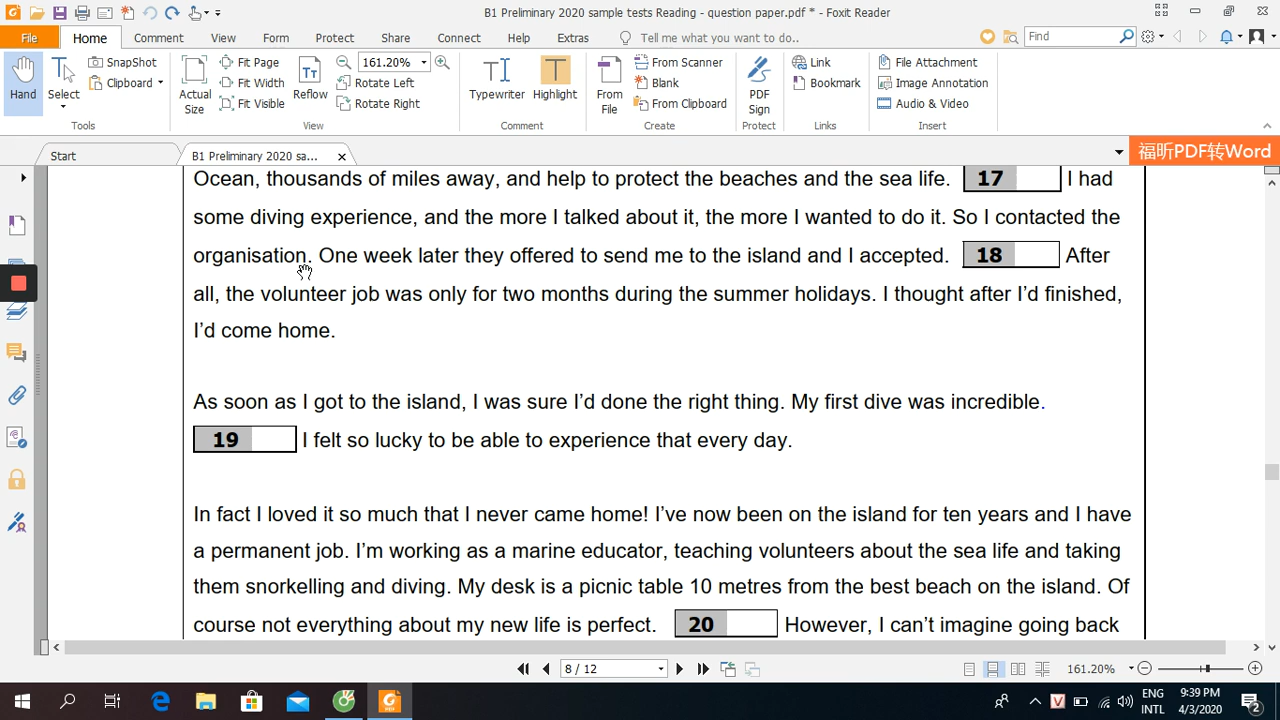 B1 Preliminary 2020 sample tests Reading - question paper.pdf * - Foxit Reader
File Home Comment View Form Protect Share Connect Help Extras Tell me what you want to do.. Find
Hand
Select
SnapShot
Clipboard
Actual Size
Fit Page
Fit Width
Fit Visible
Reflow
161.20%
Rotate Left
Rotate Right
Typewriter
Highlight
From File
From Scanner
Blank
From Clipboard
PDF Sign
Link
Bookmark
File Attachment
Image Annotation
Audio & Video
Tools View Comment Create Protect Links Insert
Start B1 Preliminary 2020 sa... 福昕PDF转Word
Ocean, thousands of miles away, and help to protect the beaches and the sea life. 17 I had
some diving experience, and the more I talked about it, the more I wanted to do it. So I contacted the
organisation. One week later they offered to send me to the island and I accepted. 18 After
all, the volunteer job was only for two months during the summer holidays. I thought after I’d finished,
I’d come home.
As soon as I got to the island, I was sure I’d done the right thing. My first dive was incredible.
19 I felt so lucky to be able to experience that every day.
In fact I loved it so much that I never came home! I’ve now been on the island for ten years and I have
a permanent job. I’m working as a marine educator, teaching volunteers about the sea life and taking
them snorkelling and diving. My desk is a picnic table 10 metres from the best beach on the island. Of
course not everything about my new life is perfect. 20 However, I can’t imagine going back
8 / 12 161.20%
ENG 9:39 PM
INTL 4/3/2020 2